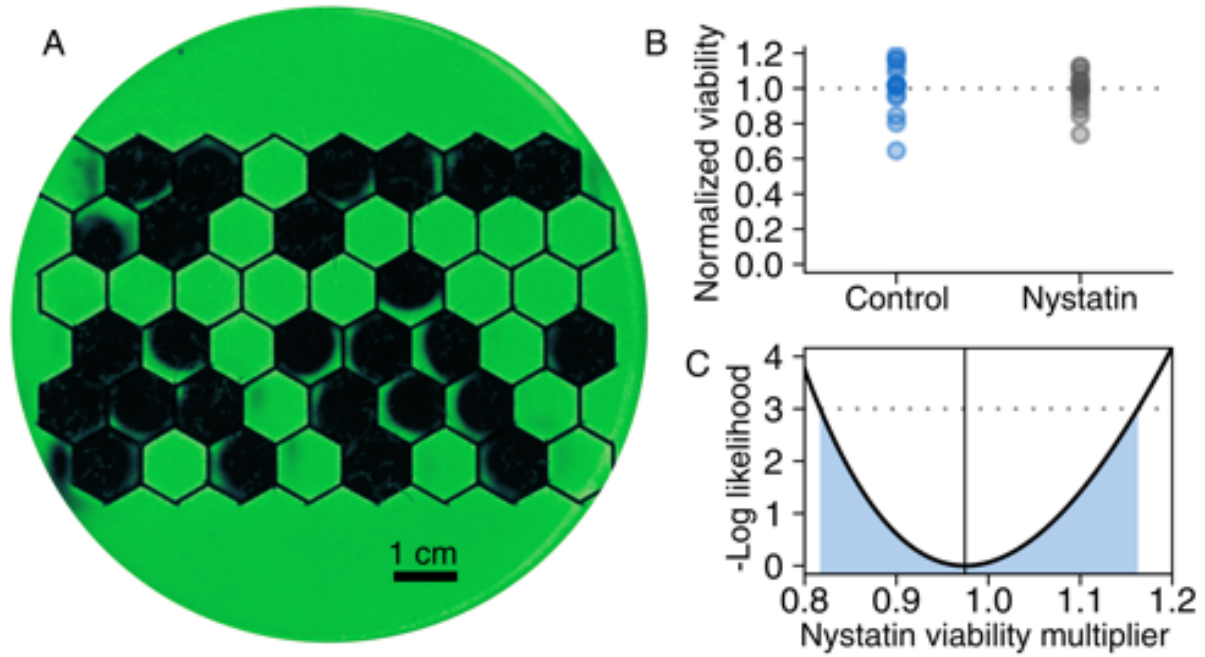 A
1 cm
B
Normalized viability
1.2
1.0
0.8
0.6
0.4
0.2
0.0
Control
Nystatin
C
-Log likelihood
4
3
2
1
0
0.8
0.9
1.0
1.1
1.2
Nystatin viability multiplier